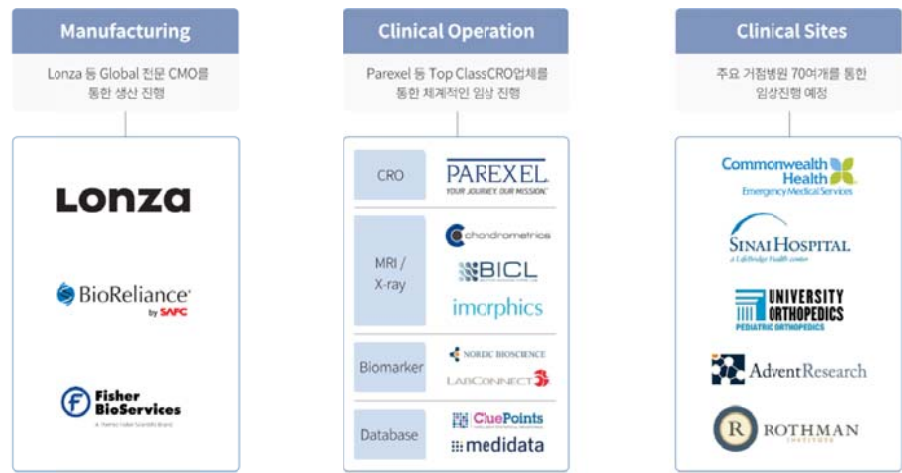 Manufacturing
Lonza 등 Global 전문 CMO를
통한 생산 진행
Lonza
BioReliance
by SAFC
F Fisher
BioServices
Clinical Operation
Parexel 등 Top ClassCRO업체를
통한 체계적인 임상 진행
CRO
PAREXEL
YOUR JOURNEY. OUR MISSION.
MRI /
X-ray
chondrometrics
BICL
imorphics
Biomarker
NORDIC BIOSCIENCE
LABCONNECT
Database
CluePoints
medidata
Clinical Sites
주요 거점병원 70여개를 통한
임상진행 예정
Commonwealth
Health
Emergency Medical Services
SINAI HOSPITAL
a LifeBridge Health center
UNIVERSITY
ORTHOPEDICS
PEDIATRIC ORTHOPEDICS
AdventResearch
R ROTHMAN
INSTITUTE